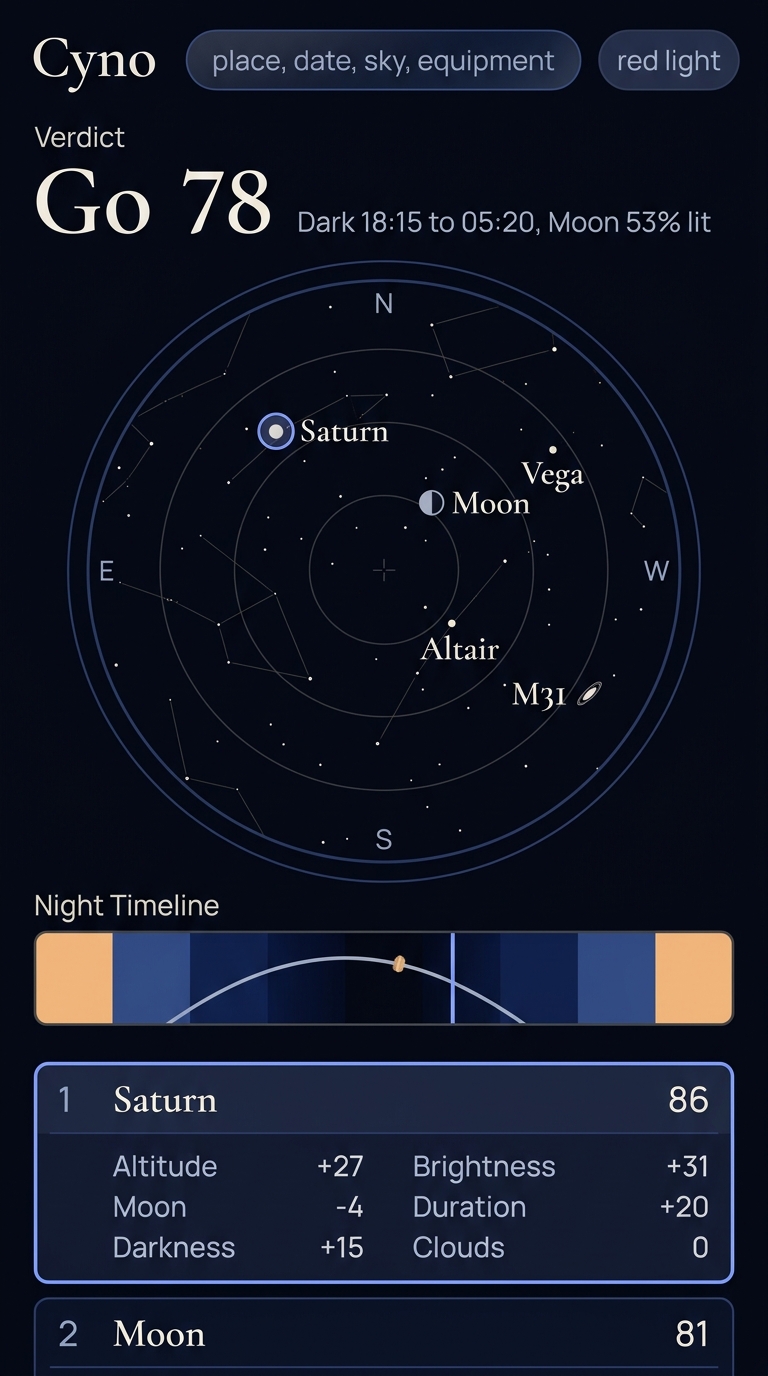 Cyno
place, date, sky, equipment
red light
Verdict
Go 78
Dark 18:15 to 05:20, Moon 53% lit
N
Saturn
Vega
Moon
E
W
Altair
M31
S
Night Timeline
1 Saturn 86
Altitude +27 Brightness +31
Moon -4 Duration +20
Darkness +15 Clouds 0
2 Moon 81